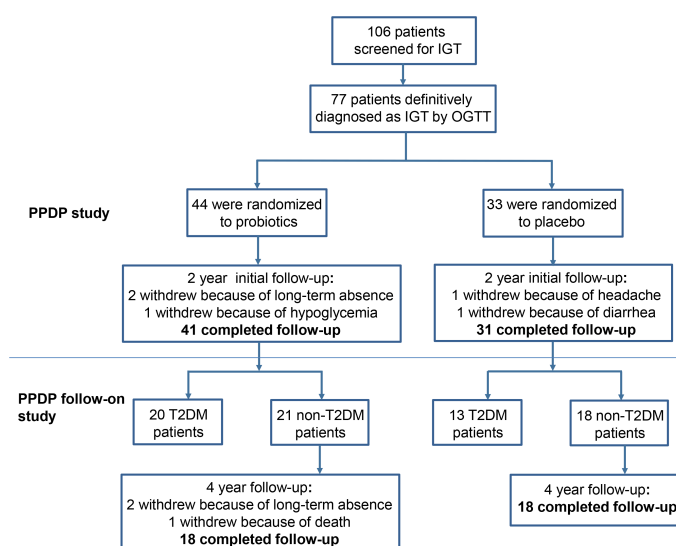 106 patients
screened for IGT
77 patients definitively
diagnosed as IGT by OGTT
PPDP study
44 were randomized
to probiotics
33 were randomized
to placebo
2 year initial follow-up:
2 withdrew because of long-term absence
1 withdrew because of hypoglycemia
41 completed follow-up
2 year initial follow-up:
1 withdrew because of headache
1 withdrew because of diarrhea
31 completed follow-up
PPDP follow-on
study
20 T2DM
patients
21 non-T2DM
patients
13 T2DM
patients
18 non-T2DM
patients
4 year follow-up:
2 withdrew because of long-term absence
1 withdrew because of death
18 completed follow-up
4 year follow-up:
18 completed follow-up